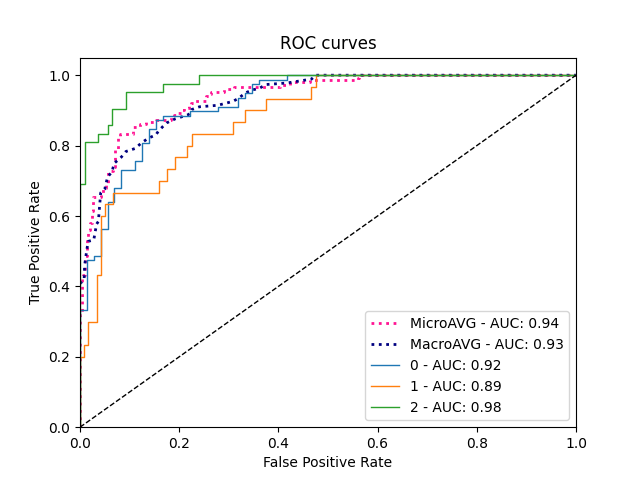 ROC curves
True Positive Rate
1.0
0.8
0.6
0.4
0.2
0.0
MicroAVG - AUC: 0.94
MacroAVG - AUC: 0.93
0 - AUC: 0.92
1 - AUC: 0.89
2 - AUC: 0.98
0.0 0.2 0.4 0.6 0.8 1.0
False Positive Rate